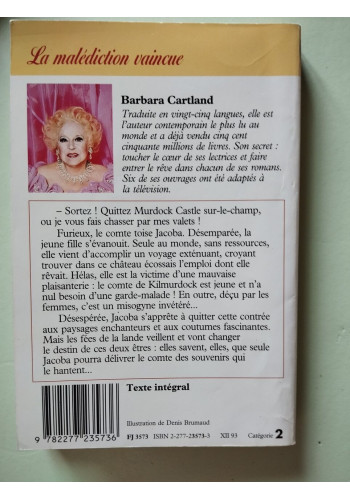 La malédiction vaincue
Barbara Cartland
Traduite en vingt-cinq langues, elle est
l'auteur contemporain le plus lu au
monde et a déjà vendu cinq cent
cinquante millions de livres. Son secret :
toucher le cœur de ses lectrices et faire
entrer le rêve dans chacun de ses romans.
Six de ses ouvrages ont été adaptés à
la télévision.
– Sortez ! Quittez Murdock Castle sur-le-champ,
ou je vous fais chasser par mes valets !
Furieux, le comte toise Jacoba. Désemparée, la
jeune fille s'évanouit. Seule au monde, sans ressources,
elle vient d'accomplir un voyage exténuant, croyant
trouver dans ce château écossais l'emploi dont elle
rêvait. Hélas, elle est la victime d'une mauvaise
plaisanterie : le comte de Kilmurdock est jeune et n'a
nul besoin d'une garde-malade ! En outre, déçu par les
femmes, c'est un misogyne invétéré...
Désespérée, Jacoba s'apprête à quitter cette contrée
aux paysages enchanteurs et aux coutumes fascinantes.
Mais les fées de la lande veillent et vont changer
le destin de ces deux êtres : elles savent, elles, que seule
Jacoba pourra délivrer le comte des souvenirs qui
le hantent...
Texte intégral
Illustration de Denis Brumaud
9 782277 235736
FJ 3573 ISBN 2-277-23573-3 XII 93 Catégorie 2